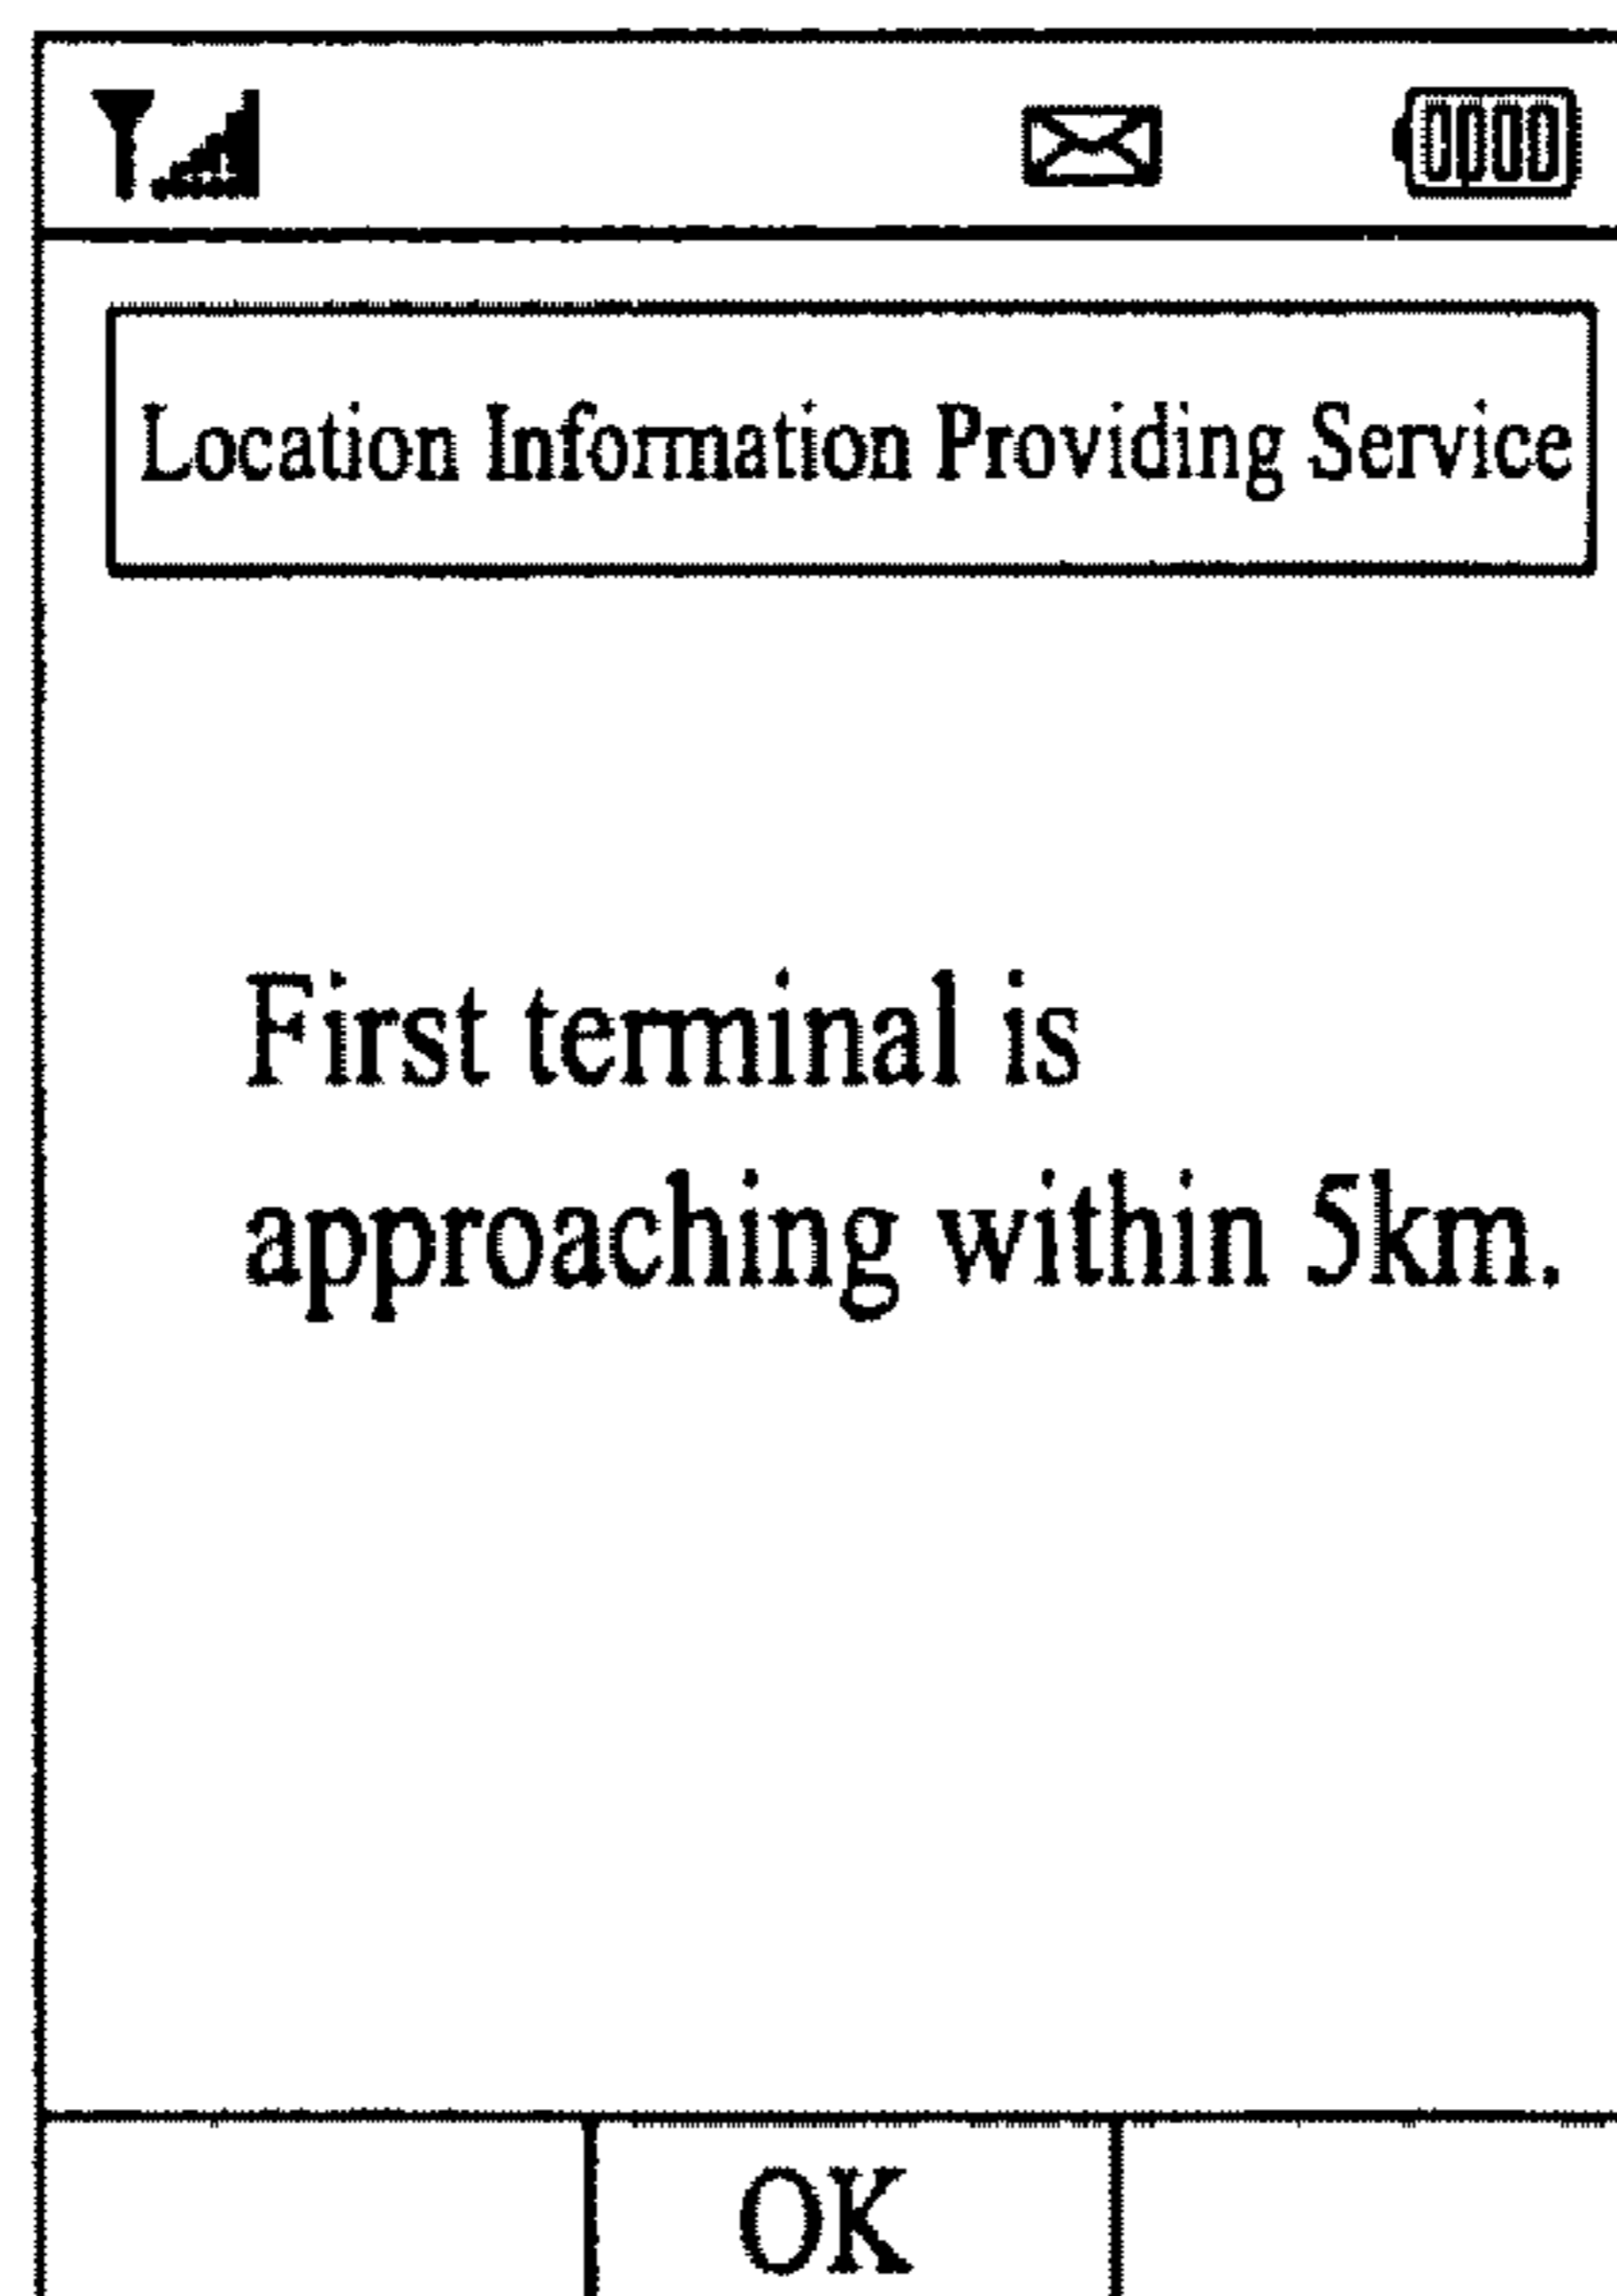 Location Information Providing Service
First terminal is
approaching within 5km.
OK